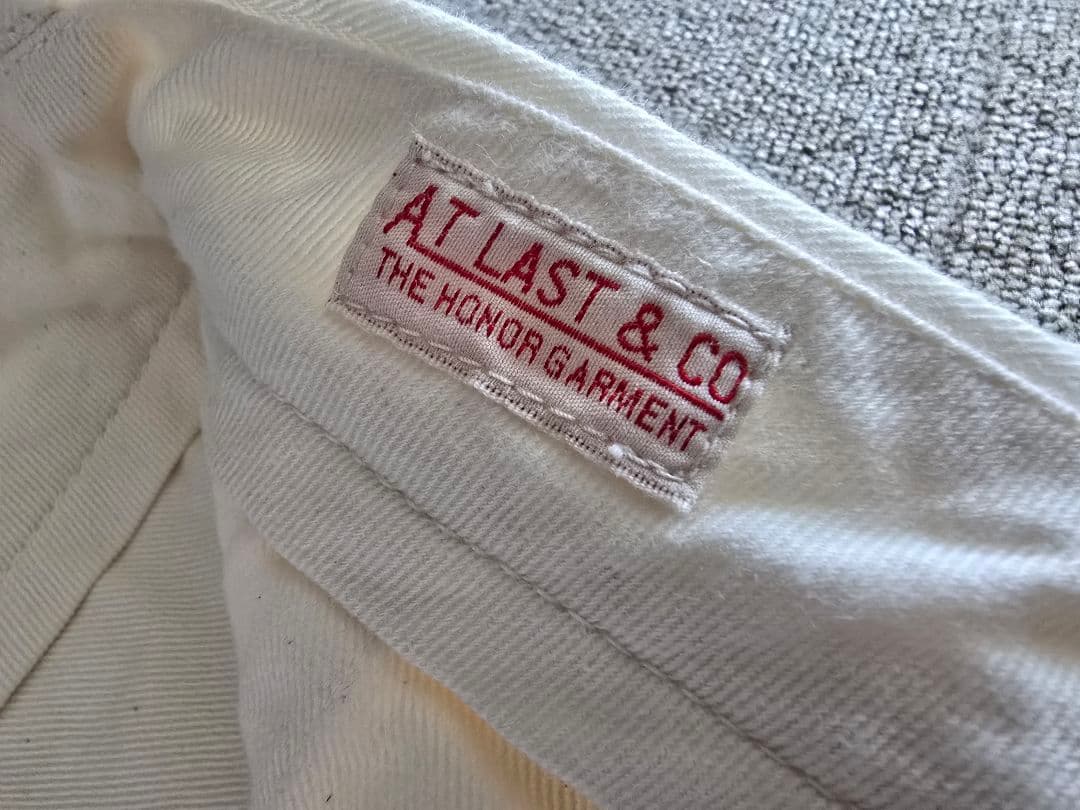 AT LAST & CO
THE HONOR GARMENT